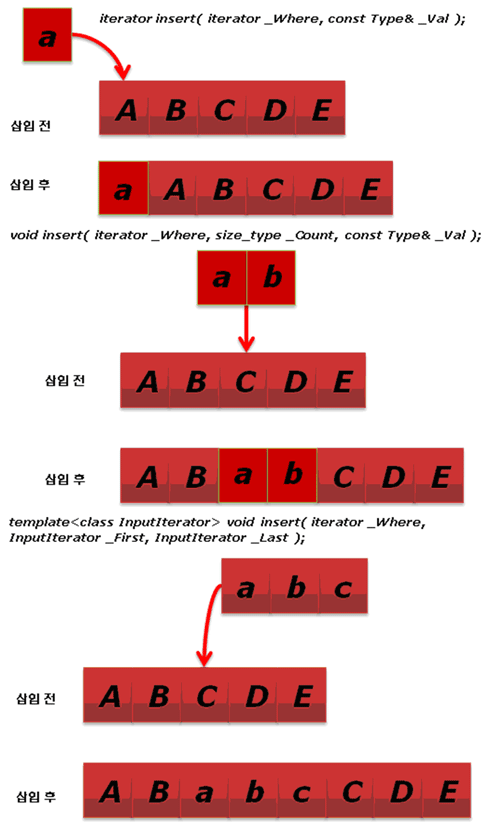 a
iterator insert( iterator _Where, const Type& _Val );
A B C D E
삽입 전
삽입 후
a A B C D E
void insert( iterator _Where, size_type _Count, const Type& _Val );
a b
삽입 전
A B C D E
삽입 후
A B a b C D E
template<class InputIterator> void insert( iterator _Where,
InputIterator _First, InputIterator _Last );
a b c
삽입 전
A B C D E
삽입 후
A B a b c C D E